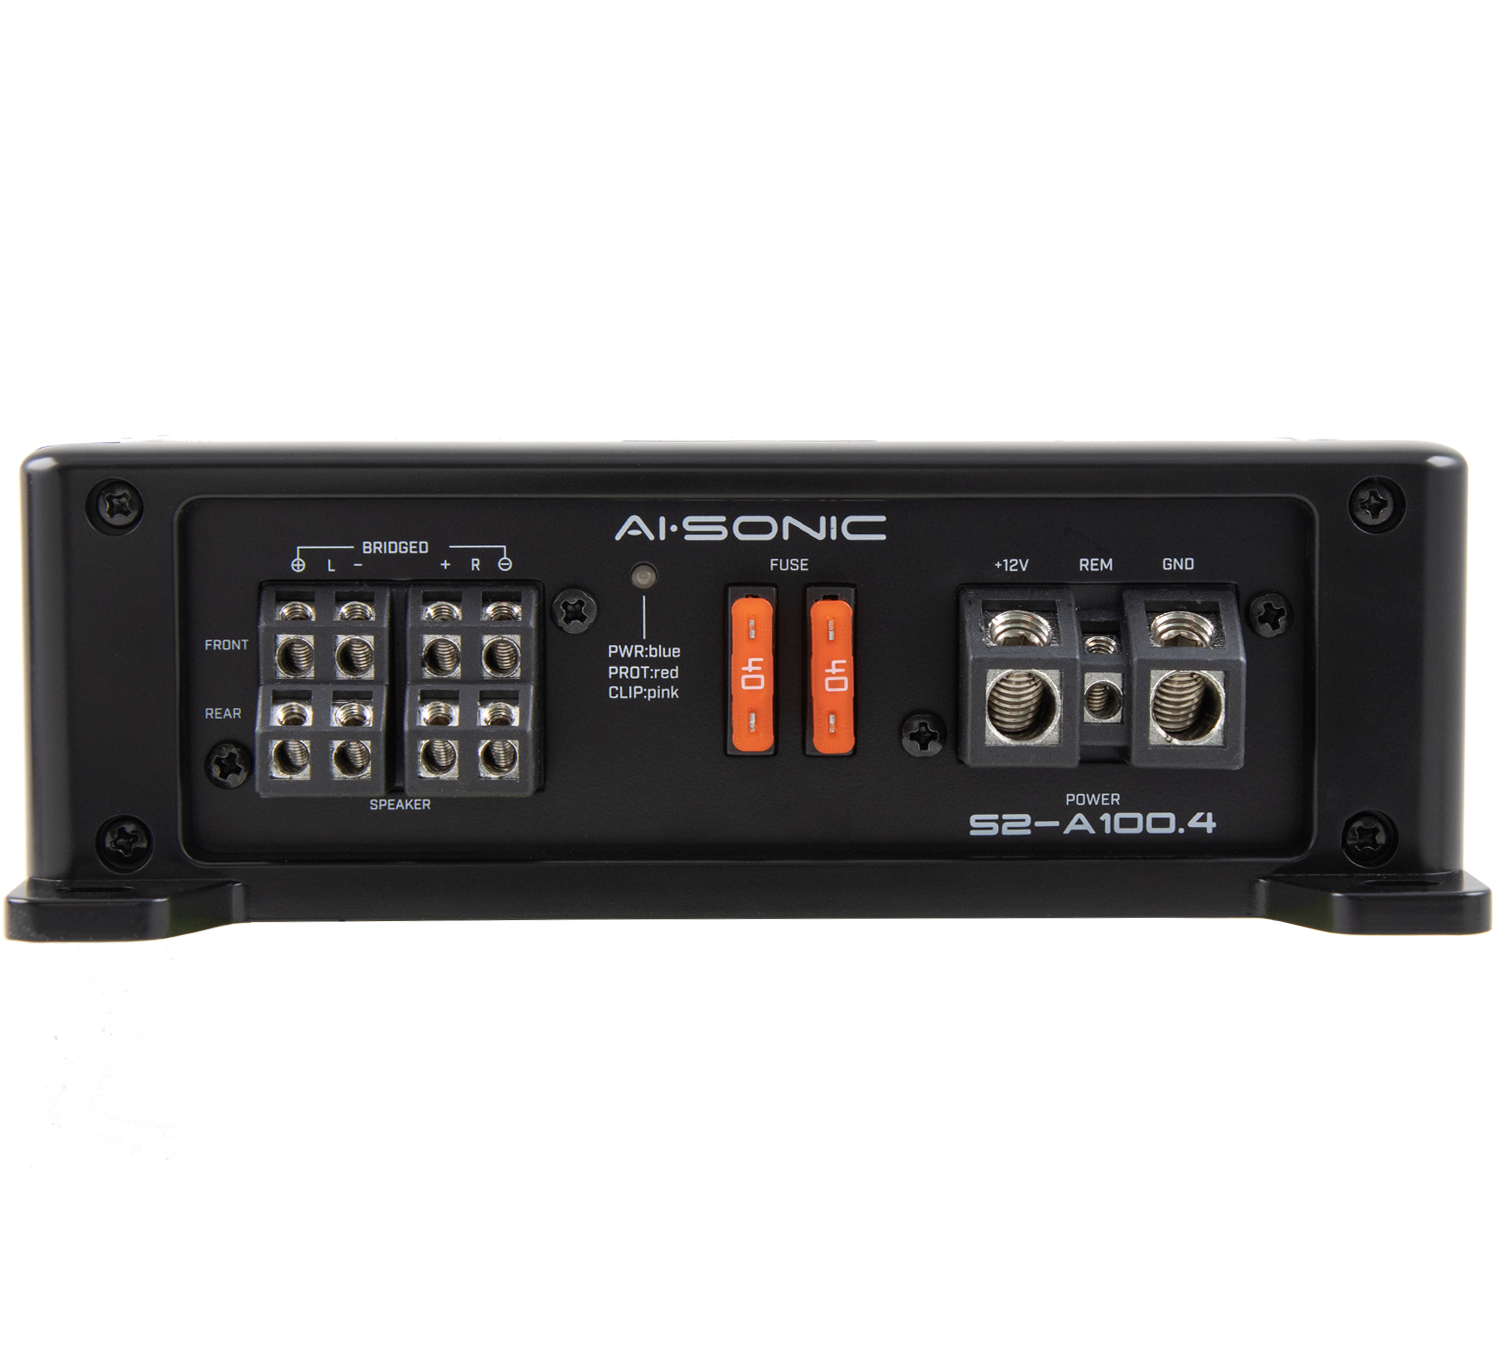 AI·SONIC
BRIDGED
⊕ L − + R ⊖
FRONT
REAR
SPEAKER
PWR:blue
PROT:red
CLIP:pink
FUSE
40
40
+12V REM GND
POWER
S2-A100.4